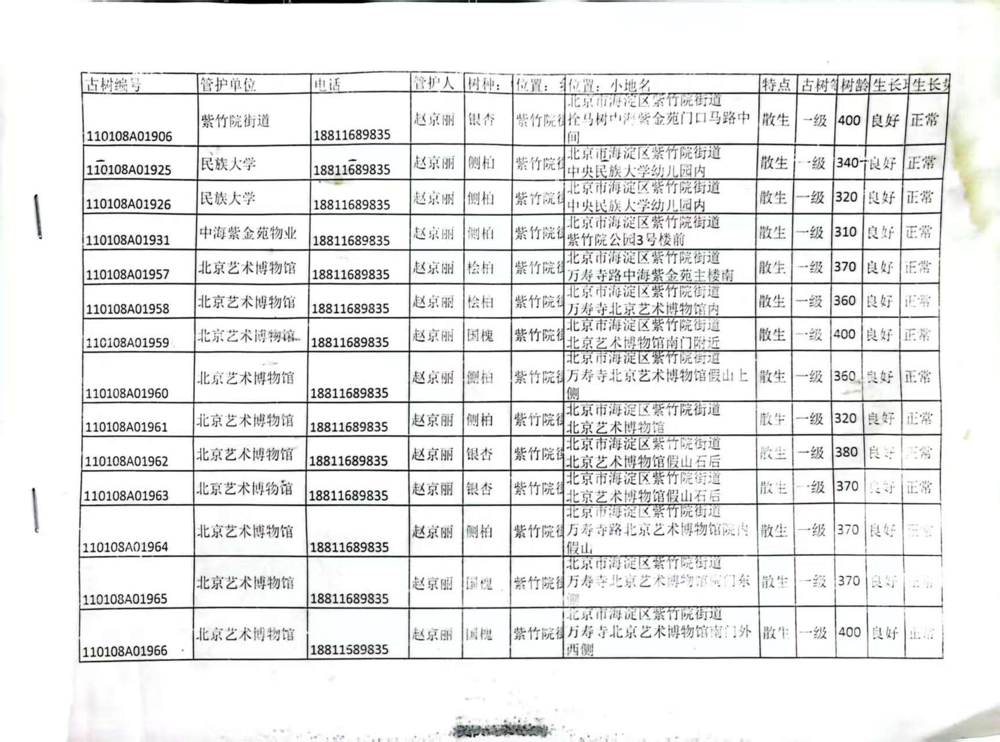 古树编号 管护单位 电话 管护人 树种: 位置: 位置: 小地名 特点 古树 树龄 生长 生长
110108A01906 紫竹院街道 18811689835 赵京丽 银杏 紫竹院 北京市海淀区紫竹院街道 散生 一级 400 良好 正常
拴马树中海紫金苑门口马路中
间
110108A01925 民族大学 18811689835 赵京丽 侧柏 紫竹院 北京市海淀区紫竹院街道 散生 一级 340 良好 正常
中央民族大学幼儿园内
110108A01926 民族大学 18811689835 赵京丽 侧柏 紫竹院 北京市海淀区紫竹院街道 散生 一级 320 良好 正常
中央民族大学幼儿园内
110108A01931 中海紫金苑物业 18811689835 赵京丽 侧柏 紫竹院 北京市海淀区紫竹院街道 散生 一级 310 良好 正常
紫竹院公园3号楼前
110108A01957 北京艺术博物馆 18811689835 赵京丽 桧柏 紫竹院 北京市海淀区紫竹院街道 散生 一级 370 良好 正常
万寿寺路中海紫金苑主楼南
110108A01958 北京艺术博物馆 18811689835 赵京丽 桧柏 紫竹院 北京市海淀区紫竹院街道 散生 一级 360 良好 正常
万寿寺北京艺术博物馆内
110108A01959 北京艺术博物馆 18811689835 赵京丽 国槐 紫竹院 北京市海淀区紫竹院街道 散生 一级 400 良好 正常
北京艺术博物馆南门附近
110108A01960 北京艺术博物馆 18811689835 赵京丽 侧柏 紫竹院 北京市海淀区紫竹院街道 散生 一级 360 良好 正常
万寿寺北京艺术博物馆假山上
侧
110108A01961 北京艺术博物馆 18811689835 赵京丽 侧柏 紫竹院 北京市海淀区紫竹院街道 散生 一级 320 良好 正常
北京艺术博物馆
110108A01962 北京艺术博物馆 18811689835 赵京丽 银杏 紫竹院 北京市海淀区紫竹院街道 散生 一级 380 良好 正常
北京艺术博物馆假山石后
110108A01963 北京艺术博物馆 18811689835 赵京丽 银杏 紫竹院 北京市海淀区紫竹院街道 散生 一级 370 良好 正常
北京艺术博物馆假山石后
110108A01964 北京艺术博物馆 18811689835 赵京丽 侧柏 紫竹院 北京市海淀区紫竹院街道 散生 一级 370 良好 正常
万寿寺路北京艺术博物馆院内
假山
110108A01965 北京艺术博物馆 18811689835 赵京丽 国槐 紫竹院 北京市海淀区紫竹院街道 散生 一级 370 良好 正常
万寿寺北京艺术博物馆南门东
侧
110108A01966 北京艺术博物馆 18811589835 赵京丽 国槐 紫竹院 北京市海淀区紫竹院街道 散生 一级 400 良好 正常
万寿寺北京艺术博物馆南门外
西侧